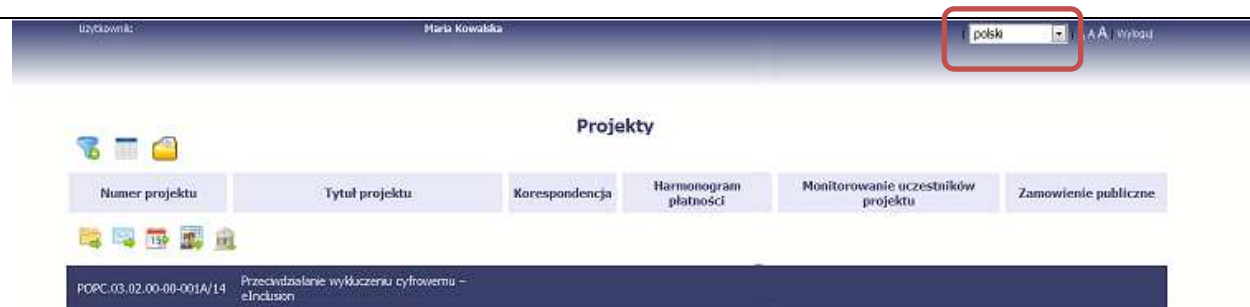 Użytkownik: Maria Kowalska | polski | A A A | Wyloguj
Projekty
Numer projektu Tytuł projektu Korespondencja Harmonogram płatności Monitorowanie uczestników projektu Zamowienie publiczne
POPC.03.02.00-00-001A/14 Przeciwdziałanie wykluczeniu cyfrowemu –
eInclusion